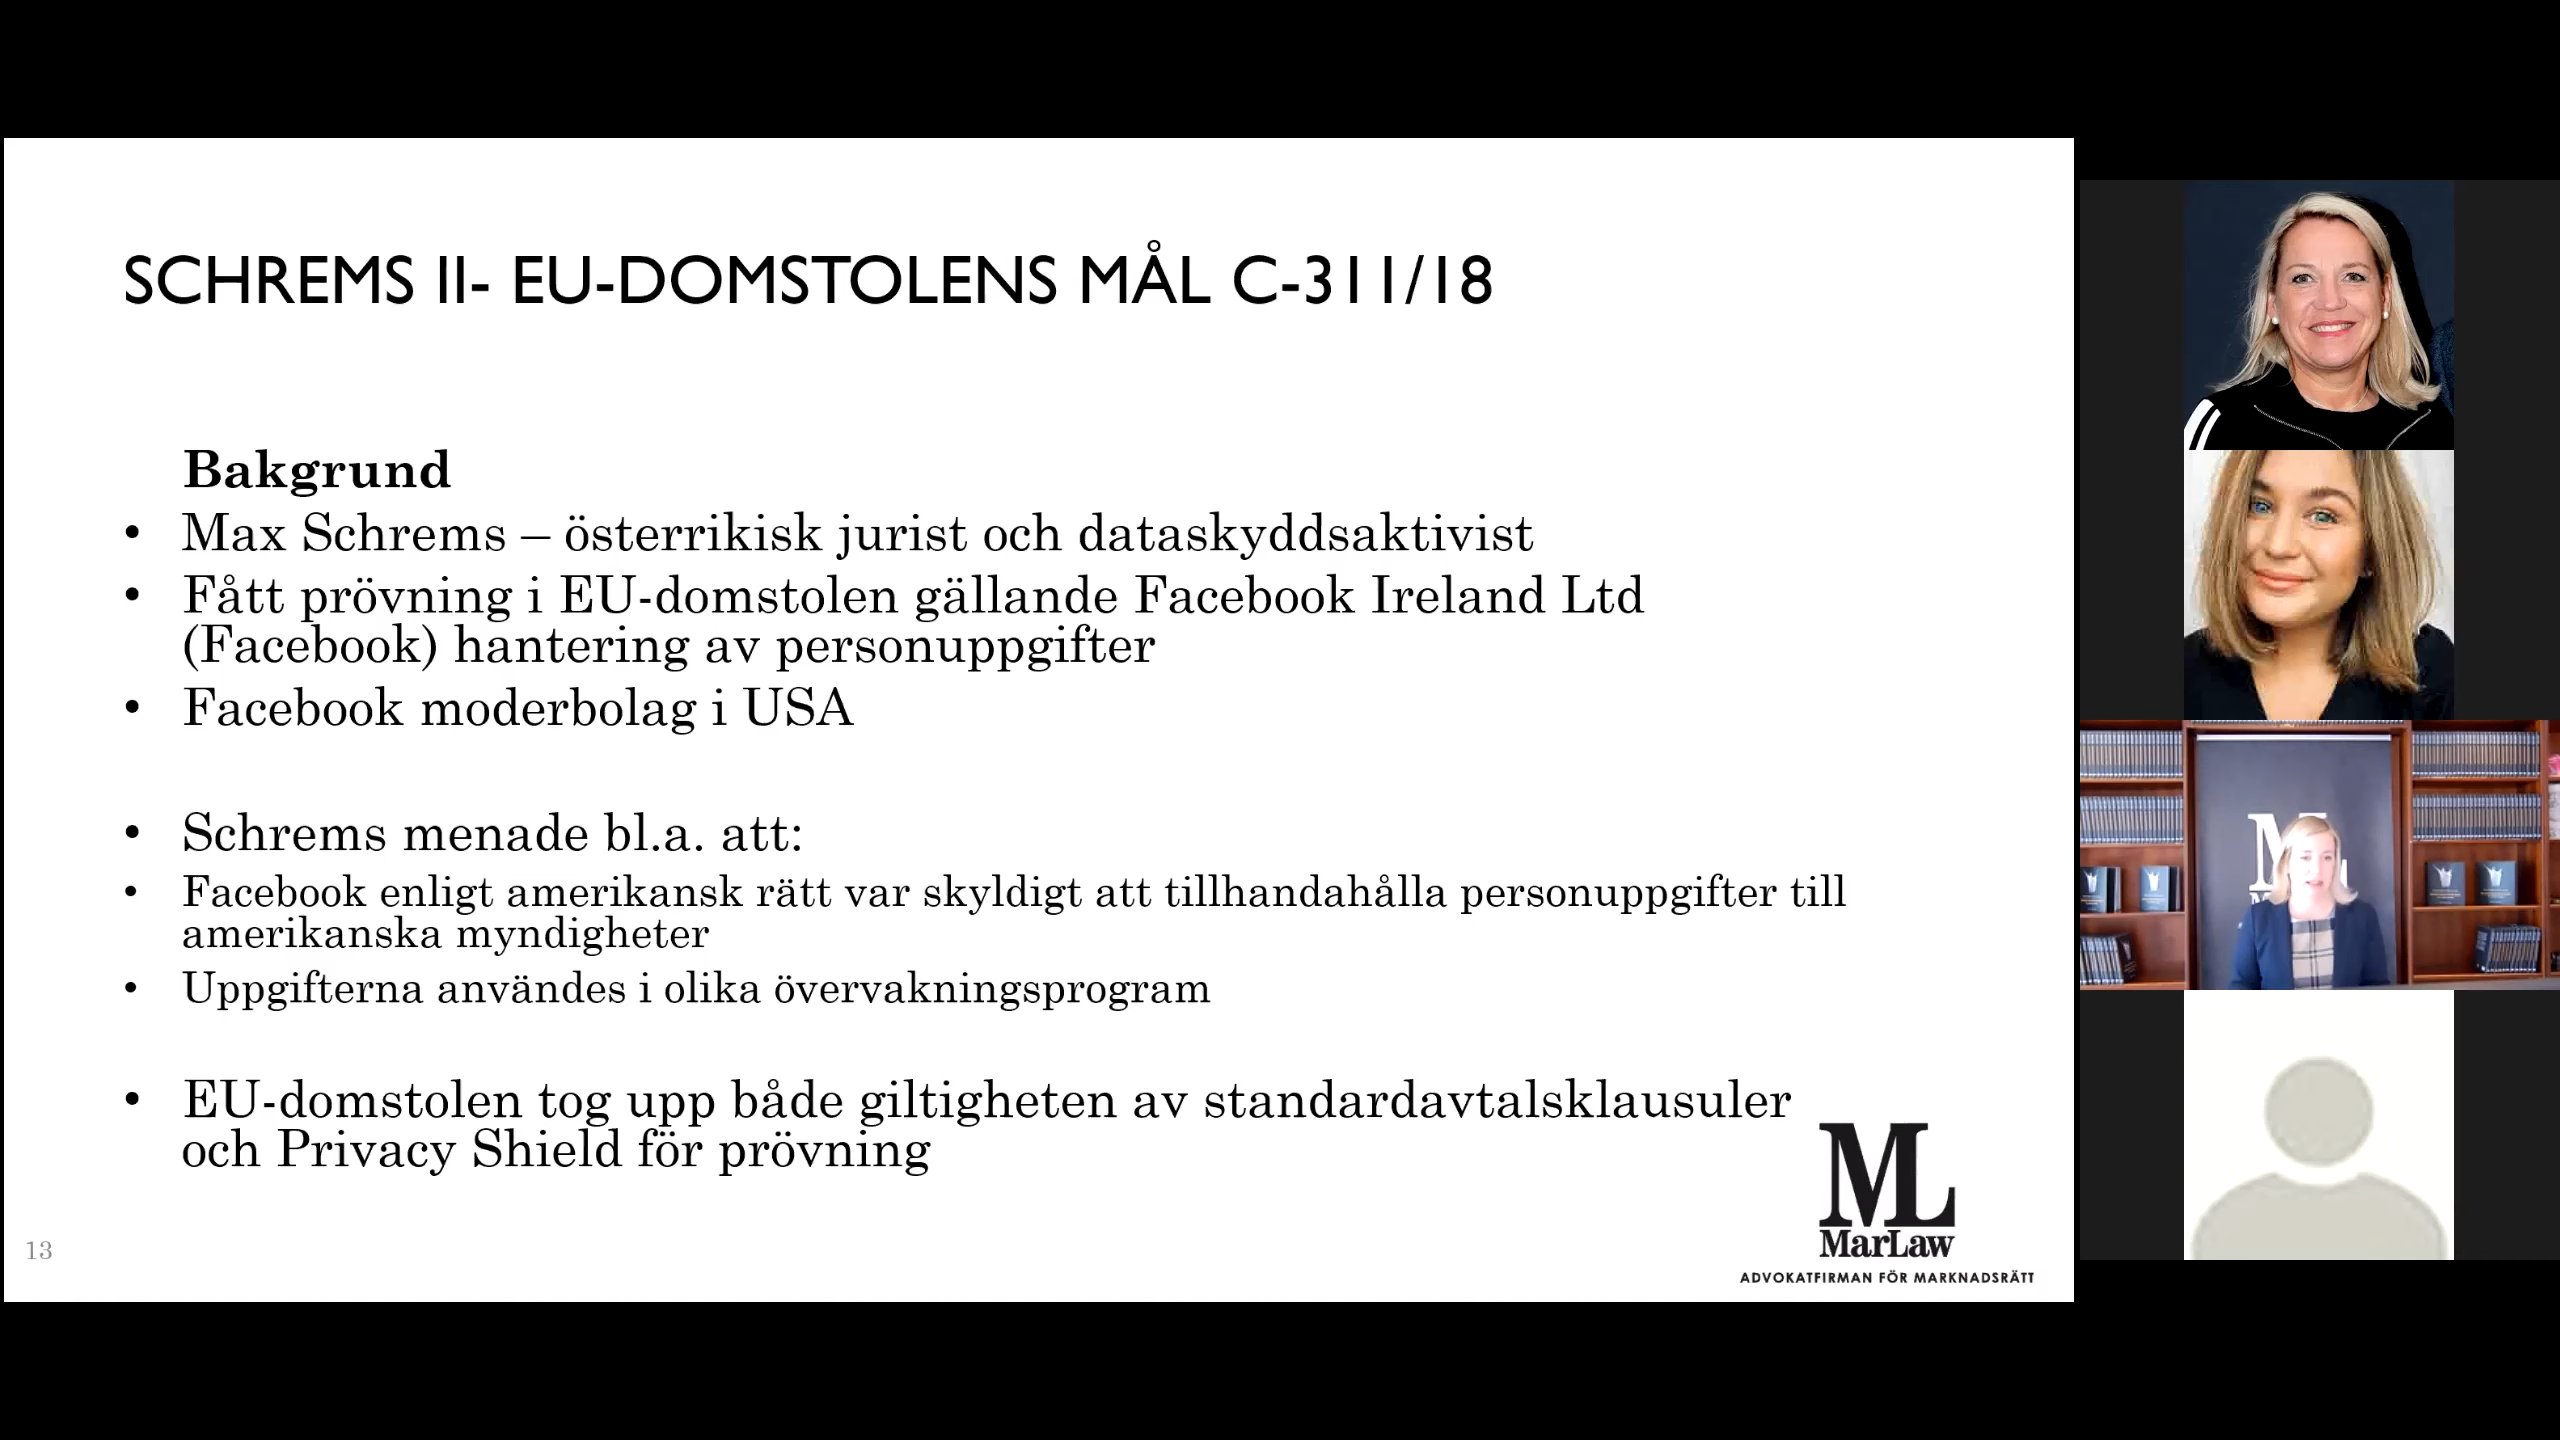 SCHREMS II- EU-DOMSTOLENS MÅL C-311/18
Bakgrund
• Max Schrems – österrikisk jurist och dataskyddsaktivist
• Fått prövning i EU-domstolen gällande Facebook Ireland Ltd
(Facebook) hantering av personuppgifter
• Facebook moderbolag i USA
• Schrems menade bl.a. att:
• Facebook enligt amerikansk rätt var skyldigt att tillhandahålla personuppgifter till
amerikanska myndigheter
• Uppgifterna användes i olika övervakningsprogram
• EU-domstolen tog upp både giltigheten av standardavtalsklausuler
och Privacy Shield för prövning
13
ML
MarLaw
ADVOKATFIRMAN FÖR MARKNADSRÄTT